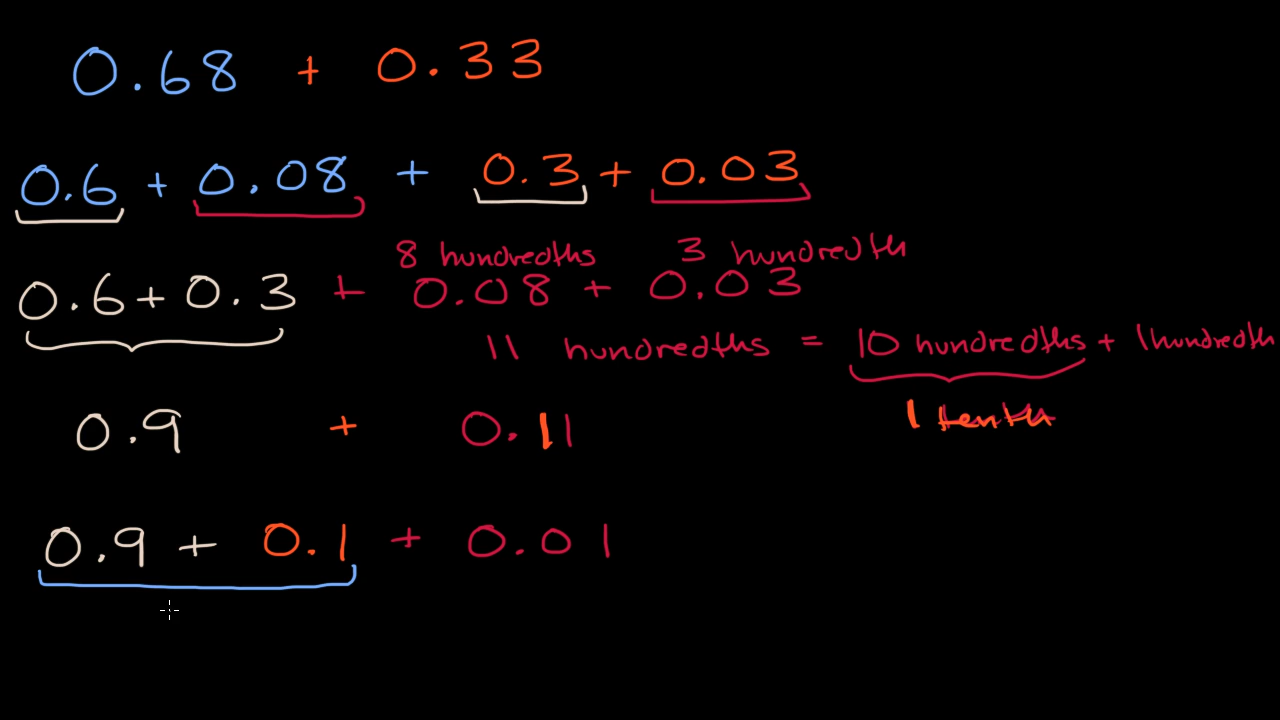 0.68 + 0.33
0.6 + 0.08 + 0.3 + 0.03
8 hundredths 3 hundredth
0.6 + 0.3 + 0.08 + 0.03
11 hundredths = 10 hundredths + 1 hundredth
1 tenth
0.9 + 0.11
0.9 + 0.1 + 0.01